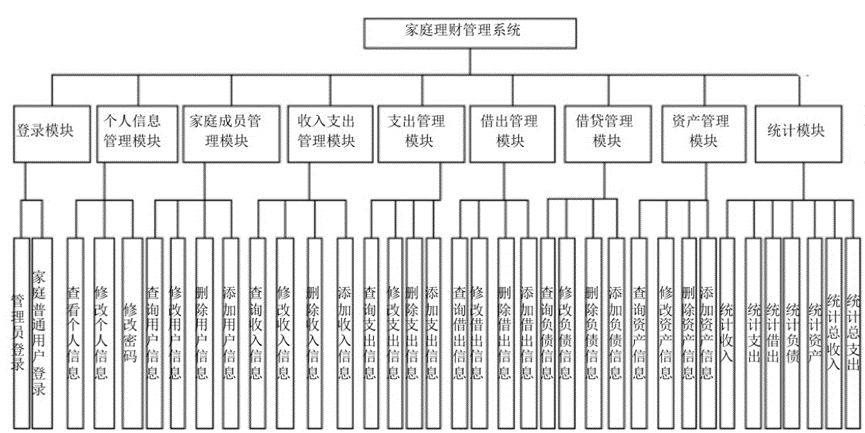 家庭理财管理系统
登录模块
个人信息
管理模块
家庭成员管
理模块
收入支出
管理模块
支出管理
模块
借出管理
模块
借贷管理
模块
资产管理
模块
统计模块
管理员登录
家庭普通用户登录
查看个人信息
修改个人信息
修改密码
查询用户信息
修改用户信息
删除用户信息
添加用户信息
查询收入信息
修改收入信息
删除收入信息
添加收入信息
查询支出信息
修改支出信息
删除支出信息
添加支出信息
查询借出信息
修改借出信息
删除借出信息
添加借出信息
查询负债信息
修改负债信息
删除负债信息
添加负债信息
查询资产信息
修改资产信息
删除资产信息
添加资产信息
统计收入
统计支出
统计借出
统计负债
统计资产
统计总收入
统计总支出